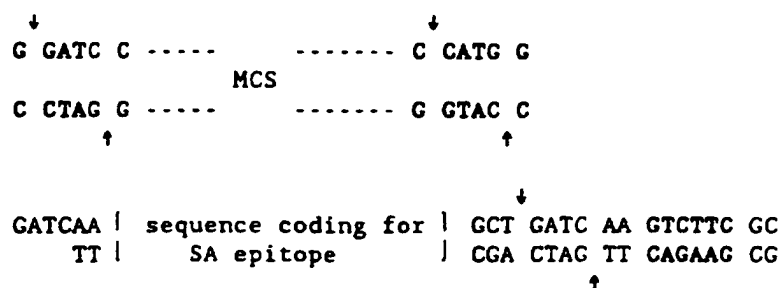 ↓ ↓
G GATC C ----- ------- C CATG G
MCS
C CCTAG G ----- ------- G GTAC C
↑ ↑
↓
GATCAA | sequence coding for | GCT GATC AA GTCTTC GC
TT | SA epitope | CGA CTAG TT CAGAAG CG
↑